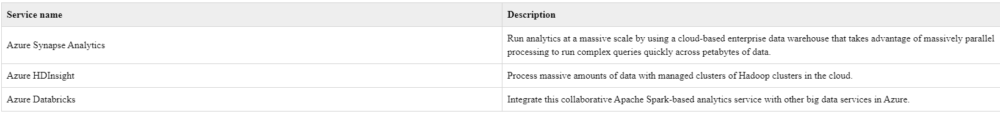 Service name
Description
Azure Synapse Analytics
Run analytics at a massive scale by using a cloud-based enterprise data warehouse that takes advantage of massively parallel
processing to run complex queries quickly across petabytes of data.
Azure HDInsight
Process massive amounts of data with managed clusters of Hadoop clusters in the cloud.
Azure Databricks
Integrate this collaborative Apache Spark-based analytics service with other big data services in Azure.